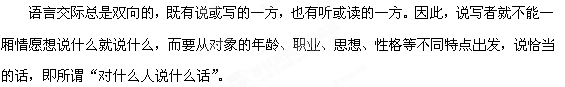 语言交际总是双向的，既有说或写的一方，也有听或读的一方。因此，说写者就不能一
厢情愿想说什么就说什么，而要从对象的年龄、职业、思想、性格等不同特点出发，说恰当
的话，即所谓“对什么人说什么话”。